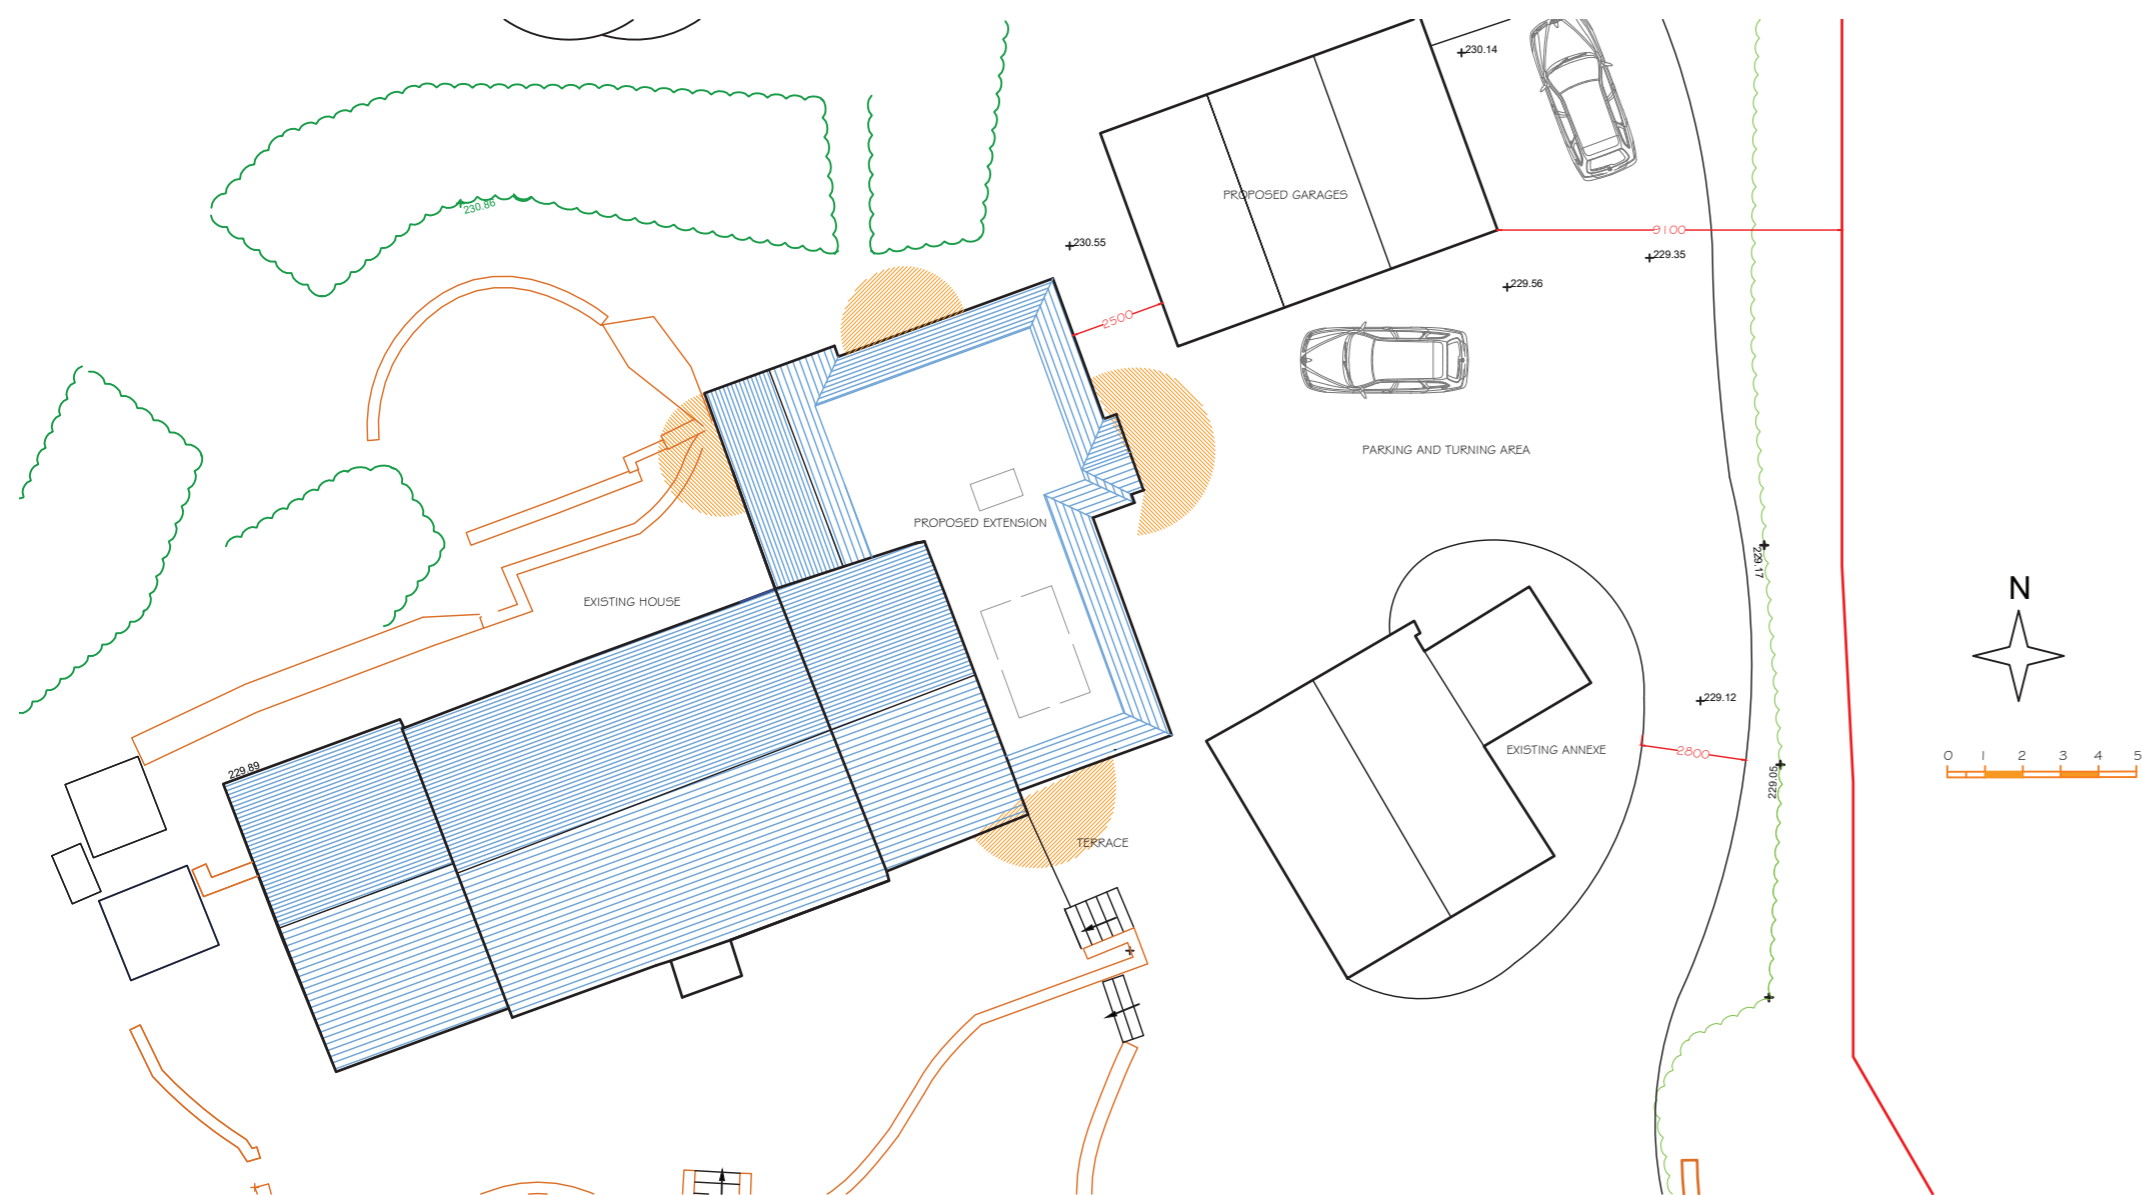 230.14
230.86
PROPOSED GARAGES
9100
230.55
229.35
229.56
2500
PARKING AND TURNING AREA
PROPOSED EXTENSION
229.17
N
EXISTING HOUSE
229.12
EXISTING ANNEXE
2800
0 1 2 3 4 5
229.89
229.05
TERRACE